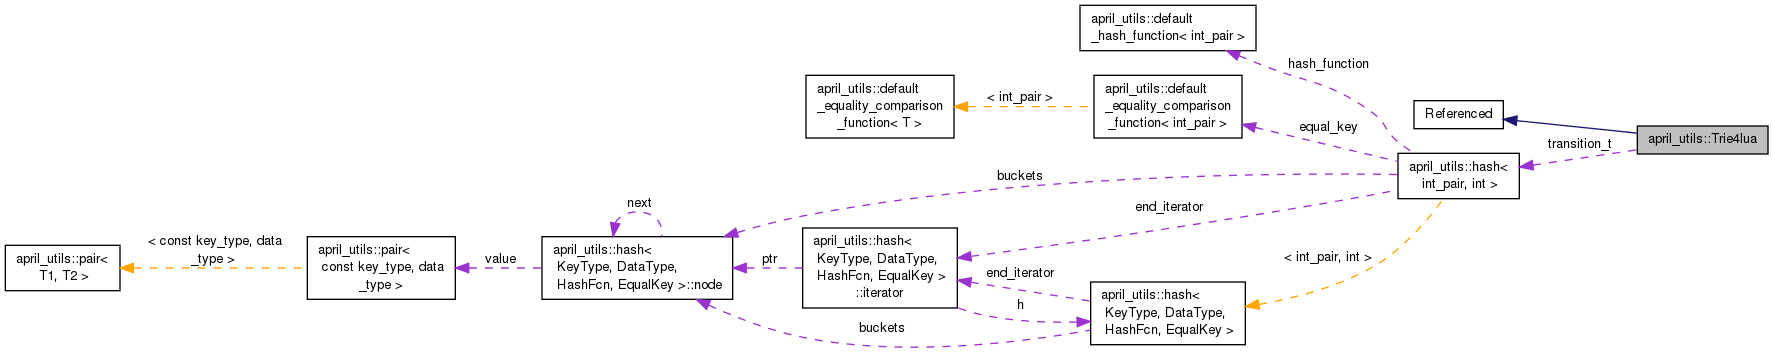 april_utils::default
_hash_function< int_pair >
hash_function
april_utils::default
_equality_comparison
_function< T >
< int_pair >
april_utils::default
_equality_comparison
_function< int_pair >
equal_key
Referenced
april_utils::Trie4lua
transition_t
april_utils::hash<
int_pair, int >
buckets
end_iterator
next
< const key_type, data
_type >
april_utils::pair<
T1, T2 >
april_utils::pair<
const key_type, data
_type >
value
april_utils::hash<
KeyType, DataType,
HashFcn, EqualKey >::node
ptr
april_utils::hash<
KeyType, DataType,
HashFcn, EqualKey >
::iterator
end_iterator
h
< int_pair, int >
april_utils::hash<
KeyType, DataType,
HashFcn, EqualKey >
buckets